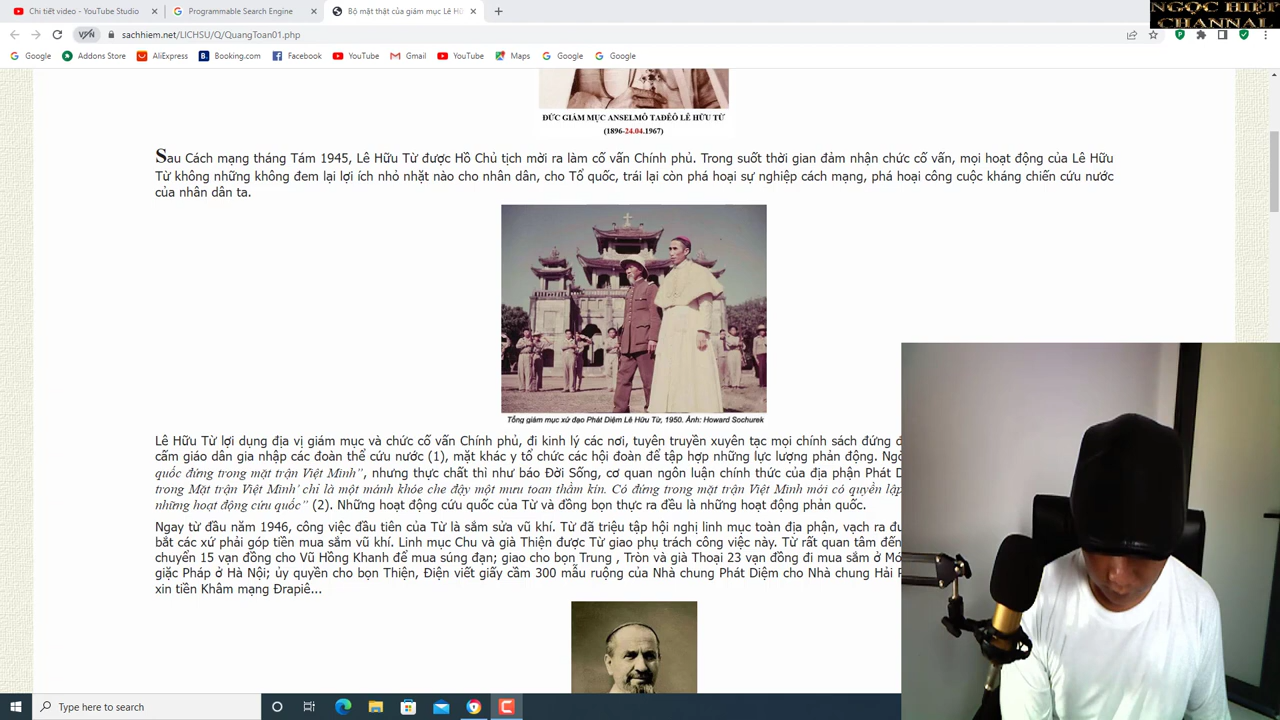 Chi tiết video - YouTube Studio
Programmable Search Engine
Bộ mặt thật của giám mục Lê Hữ
NGỌC HIỆP
CHANNAL
VPN
sachhiem.net/LICHSU/Q/QuangToan01.php
Google Addons Store AliExpress Booking.com Facebook YouTube Gmail YouTube Maps Google Google
ĐỨC GIÁM MỤC ANSELMÔ TAĐÊÔ LÊ HỮU TỪ
(1896-24.04.1967)
Sau Cách mạng tháng Tám 1945, Lê Hữu Từ được Hồ Chủ tịch mời ra làm cố vấn Chính phủ. Trong suốt thời gian đảm nhận chức cố vấn, mọi hoạt động của Lê Hữu
Từ không những không đem lại lợi ích nhỏ nhặt nào cho nhân dân, cho Tổ quốc, trái lại còn phá hoại sự nghiệp cách mạng, phá hoại công cuộc kháng chiến cứu nước
của nhân dân ta.
Tổng giám mục xứ đạo Phát Diệm Lê Hữu Từ, 1950. Ảnh: Howard Sochurek
Lê Hữu Từ lợi dụng địa vị giám mục và chức cố vấn Chính phủ, đi kinh lý các nơi, tuyên truyền xuyên tạc mọi chính sách đứng
cấm giáo dân gia nhập các đoàn thể cứu nước (1), mặt khác y tổ chức các hội đoàn để tập hợp những lực lượng phản động.
quốc đứng trong mặt trận Việt Minh", nhưng thực chất thì như báo Đời Sống, cơ quan ngôn luận chính thức của địa phận Phát
trong Mặt trận Việt Minh' chỉ là một mánh khóe che đậy một mưu toan thầm kín. Có đứng trong mặt trận Việt Minh mới có quyền lập
những hoạt động cứu quốc" (2). Những hoạt động cứu quốc của Từ và đồng bọn thực ra đều là những hoạt động phản quốc.
Ngay từ đầu năm 1946, công việc đầu tiên của Từ là sắm sửa vũ khí. Từ đã triệu tập hội nghị linh mục toàn địa phận, vạch ra
bắt các xứ phải góp tiền mua sắm vũ khí. Linh mục Chu và già Thiện được Từ giao phụ trách công việc này. Từ rất quan tâm
chuyển 15 vạn đồng cho Vũ Hồng Khanh để mua súng đạn; giao cho bọn Trung , Tròn và già Thoại 23 vạn đồng đi mua sắm ở
giặc Pháp ở Hà Nội; ủy quyền cho bọn Thiện, Điện viết giấy cầm 300 mẫu ruộng của Nhà chung Phát Diệm cho Nhà chung Hải
xin tiền Khâm mạng Đrapiê...
Type here to search